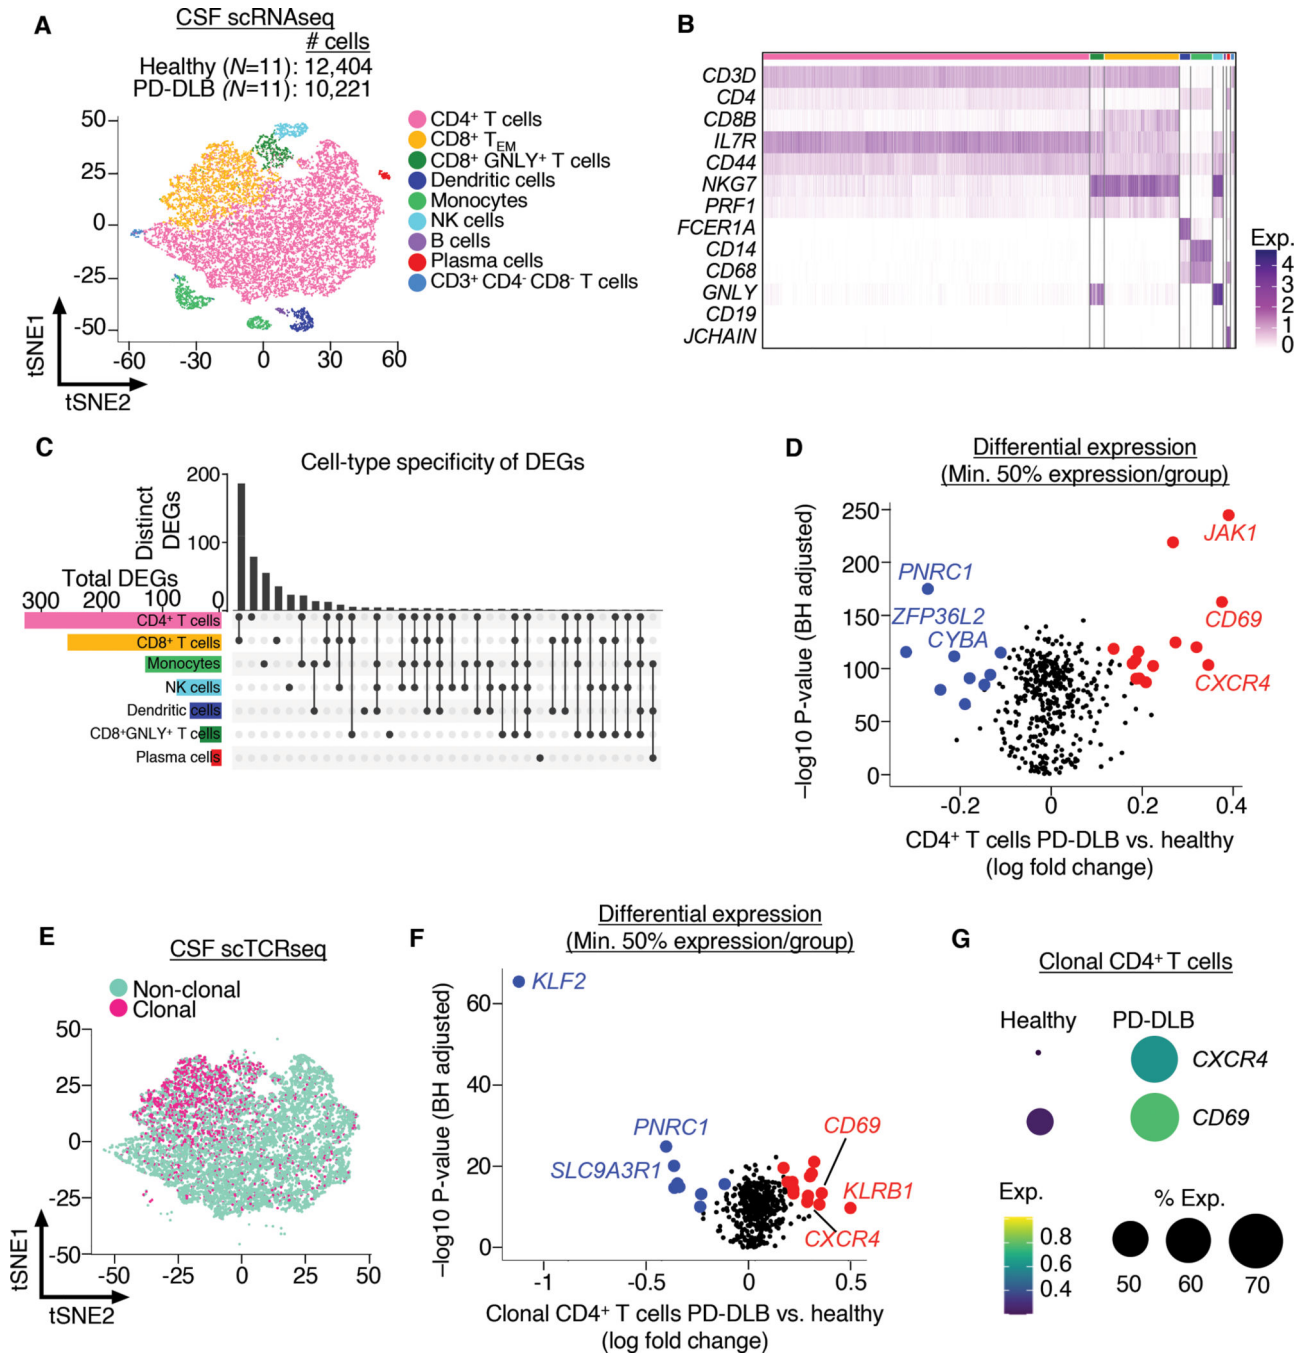 A
CSF scRNAseq
# cells
Healthy (N=11): 12,404
PD-DLB (N=11): 10,221
50
25
0
-25
-50
-60 -30 0 30 60
tSNE1
tSNE2
CD4+ T cells
CD8+ TEM
CD8+ GNLY+ T cells
Dendritic cells
Monocytes
NK cells
B cells
Plasma cells
CD3+ CD4- CD8- T cells
B
CD3D
CD4
CD8B
IL7R
CD44
NKG7
PRF1
FCER1A
CD14
CD68
GNLY
CD19
JCHAIN
Exp.
4
3
2
1
0
C
Cell-type specificity of DEGs
200
100
0
Distinct
DEGs
Total DEGs
300 200 100 0
CD4+ T cells
CD8+ T cells
Monocytes
NK cells
Dendritic cells
CD8+GNLY+ T cells
Plasma cells
D
Differential expression
(Min. 50% expression/group)
–log10 P-value (BH adjusted)
250
200
150
100
50
0
JAK1
PNRC1
CD69
ZFP36L2
CYBA
CXCR4
-0.2 0 0.2 0.4
CD4+ T cells PD-DLB vs. healthy
(log fold change)
E
CSF scTCRseq
Non-clonal
Clonal
50
25
0
-25
-50
-50 -25 0 25 50
tSNE1
tSNE2
F
Differential expression
(Min. 50% expression/group)
–log10 P-value (BH adjusted)
60
40
20
0
KLF2
PNRC1
CD69
SLC9A3R1
KLRB1
CXCR4
-1 -0.5 0 0.5
Clonal CD4+ T cells PD-DLB vs. healthy
(log fold change)
G
Clonal CD4+ T cells
Healthy PD-DLB
CXCR4
CD69
Exp.
0.8
0.6
0.4
% Exp.
50 60 70